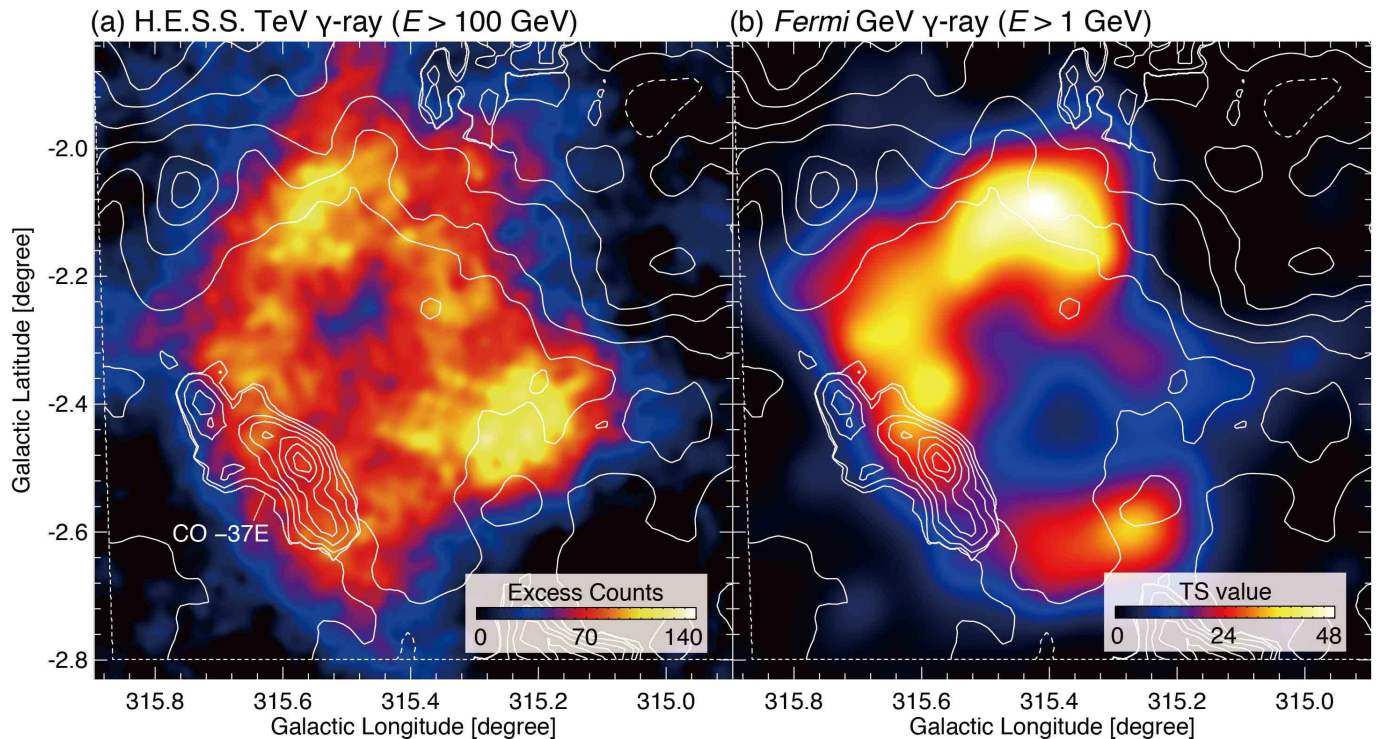 (a) H.E.S.S. TeV γ-ray (E > 100 GeV)
(b) Fermi GeV γ-ray (E > 1 GeV)
-2.0
-2.2
-2.4
-2.6
-2.8
Galactic Latitude [degree]
CO −37E
Excess Counts
0 70 140
TS value
0 24 48
315.8 315.6 315.4 315.2 315.0
Galactic Longitude [degree]
315.8 315.6 315.4 315.2 315.0
Galactic Longitude [degree]